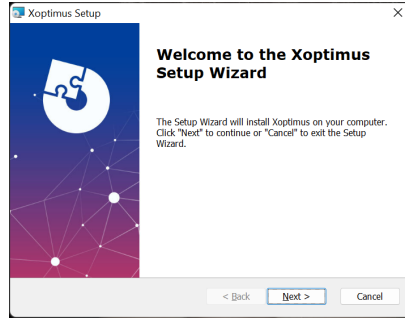 Xoptimus Setup
Welcome to the Xoptimus
Setup Wizard
The Setup Wizard will install Xoptimus on your computer.
Click "Next" to continue or "Cancel" to exit the Setup
Wizard.
< Back Next > Cancel